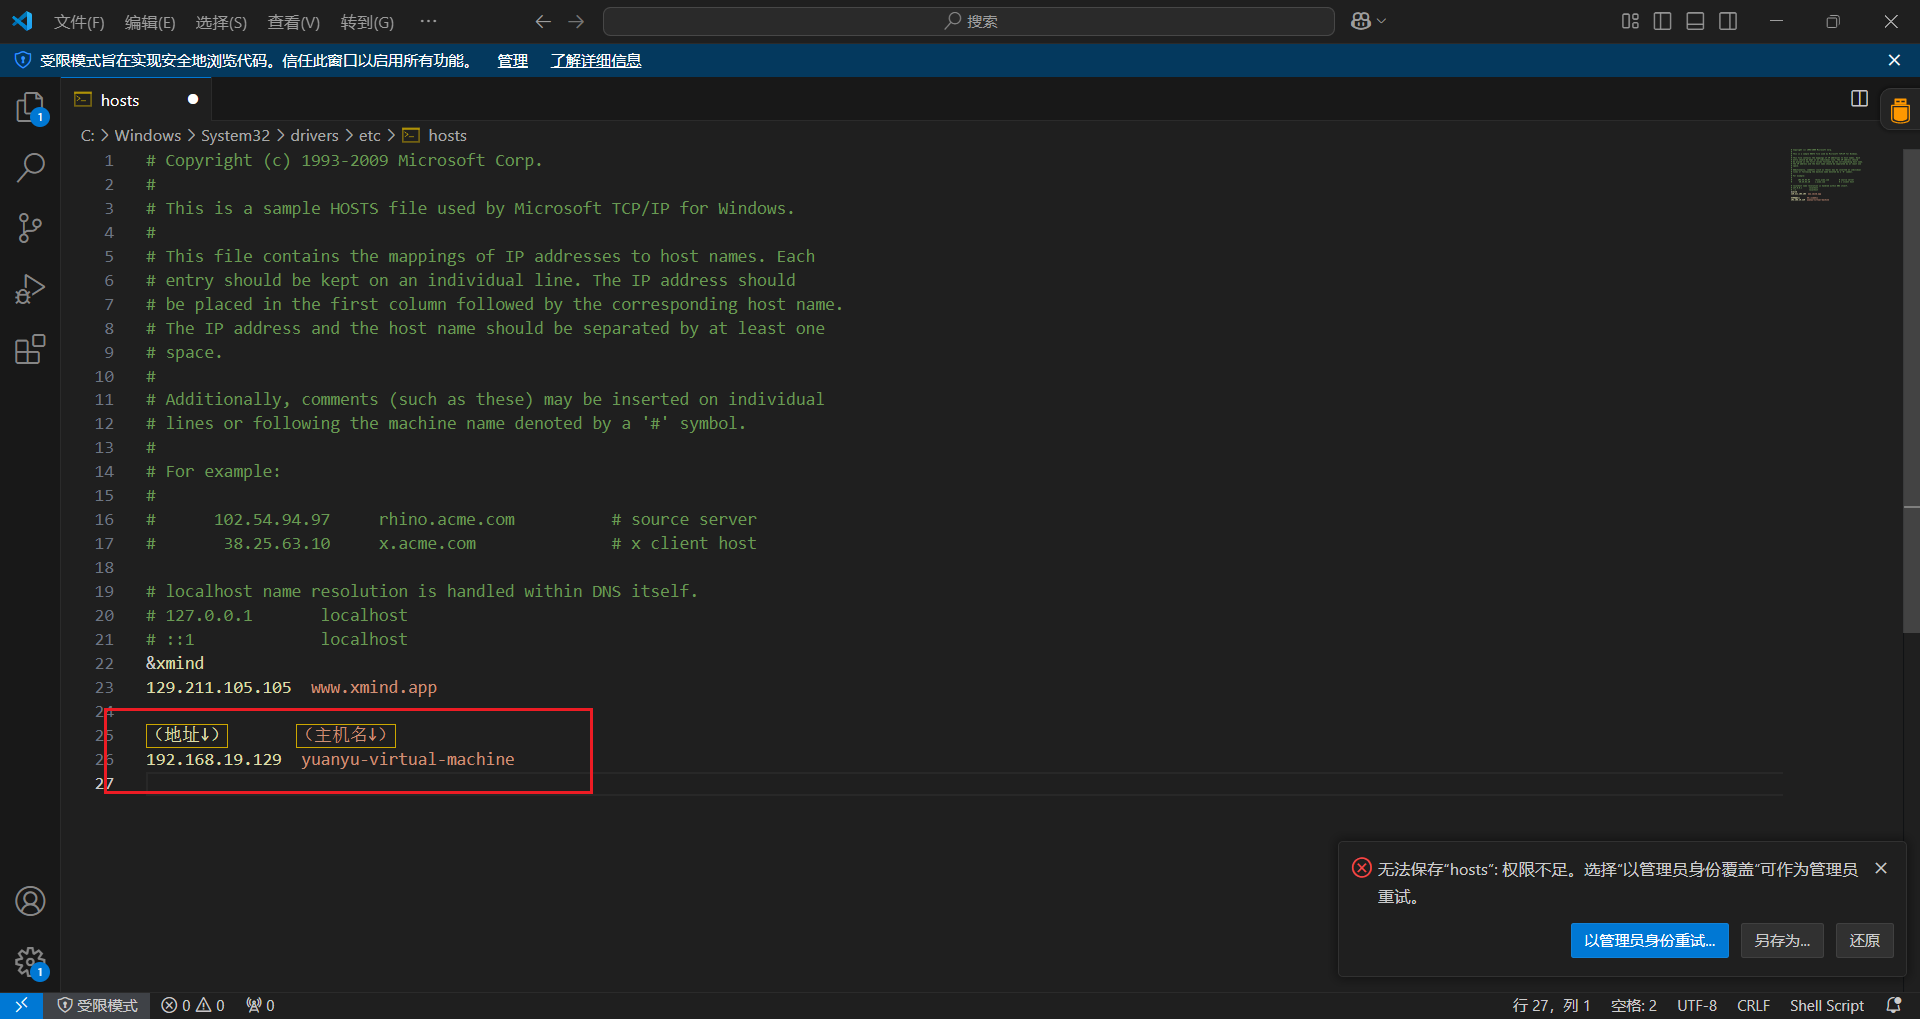 文件(F) 编辑(E) 选择(S) 查看(V) 转到(G) ··· 搜索
受限模式旨在实现安全地浏览代码。信任此窗口以启用所有功能。 管理 了解详细信息
hosts
C: > Windows > System32 > drivers > etc > hosts
1 # Copyright (c) 1993-2009 Microsoft Corp.
2 #
3 # This is a sample HOSTS file used by Microsoft TCP/IP for Windows.
4 #
5 # This file contains the mappings of IP addresses to host names. Each
6 # entry should be kept on an individual line. The IP address should
7 # be placed in the first column followed by the corresponding host name.
8 # The IP address and the host name should be separated by at least one
9 # space.
10 #
11 # Additionally, comments (such as these) may be inserted on individual
12 # lines or following the machine name denoted by a '#' symbol.
13 #
14 # For example:
15 #
16 #      102.54.94.97     rhino.acme.com          # source server
17 #       38.25.63.10     x.acme.com              # x client host
18
19 # localhost name resolution is handled within DNS itself.
20 # 127.0.0.1       localhost
21 # ::1             localhost
22 &xmind
23 129.211.105.105  www.xmind.app
24
25 （地址↓） （主机名↓）
26 192.168.19.129  yuanyu-virtual-machine
27
无法保存“hosts”: 权限不足。选择“以管理员身份覆盖”可作为管理员
重试。
以管理员身份重试... 另存为... 还原
1
1
受限模式 0 0 0 行 27，列 1 空格: 2 UTF-8 CRLF Shell Script